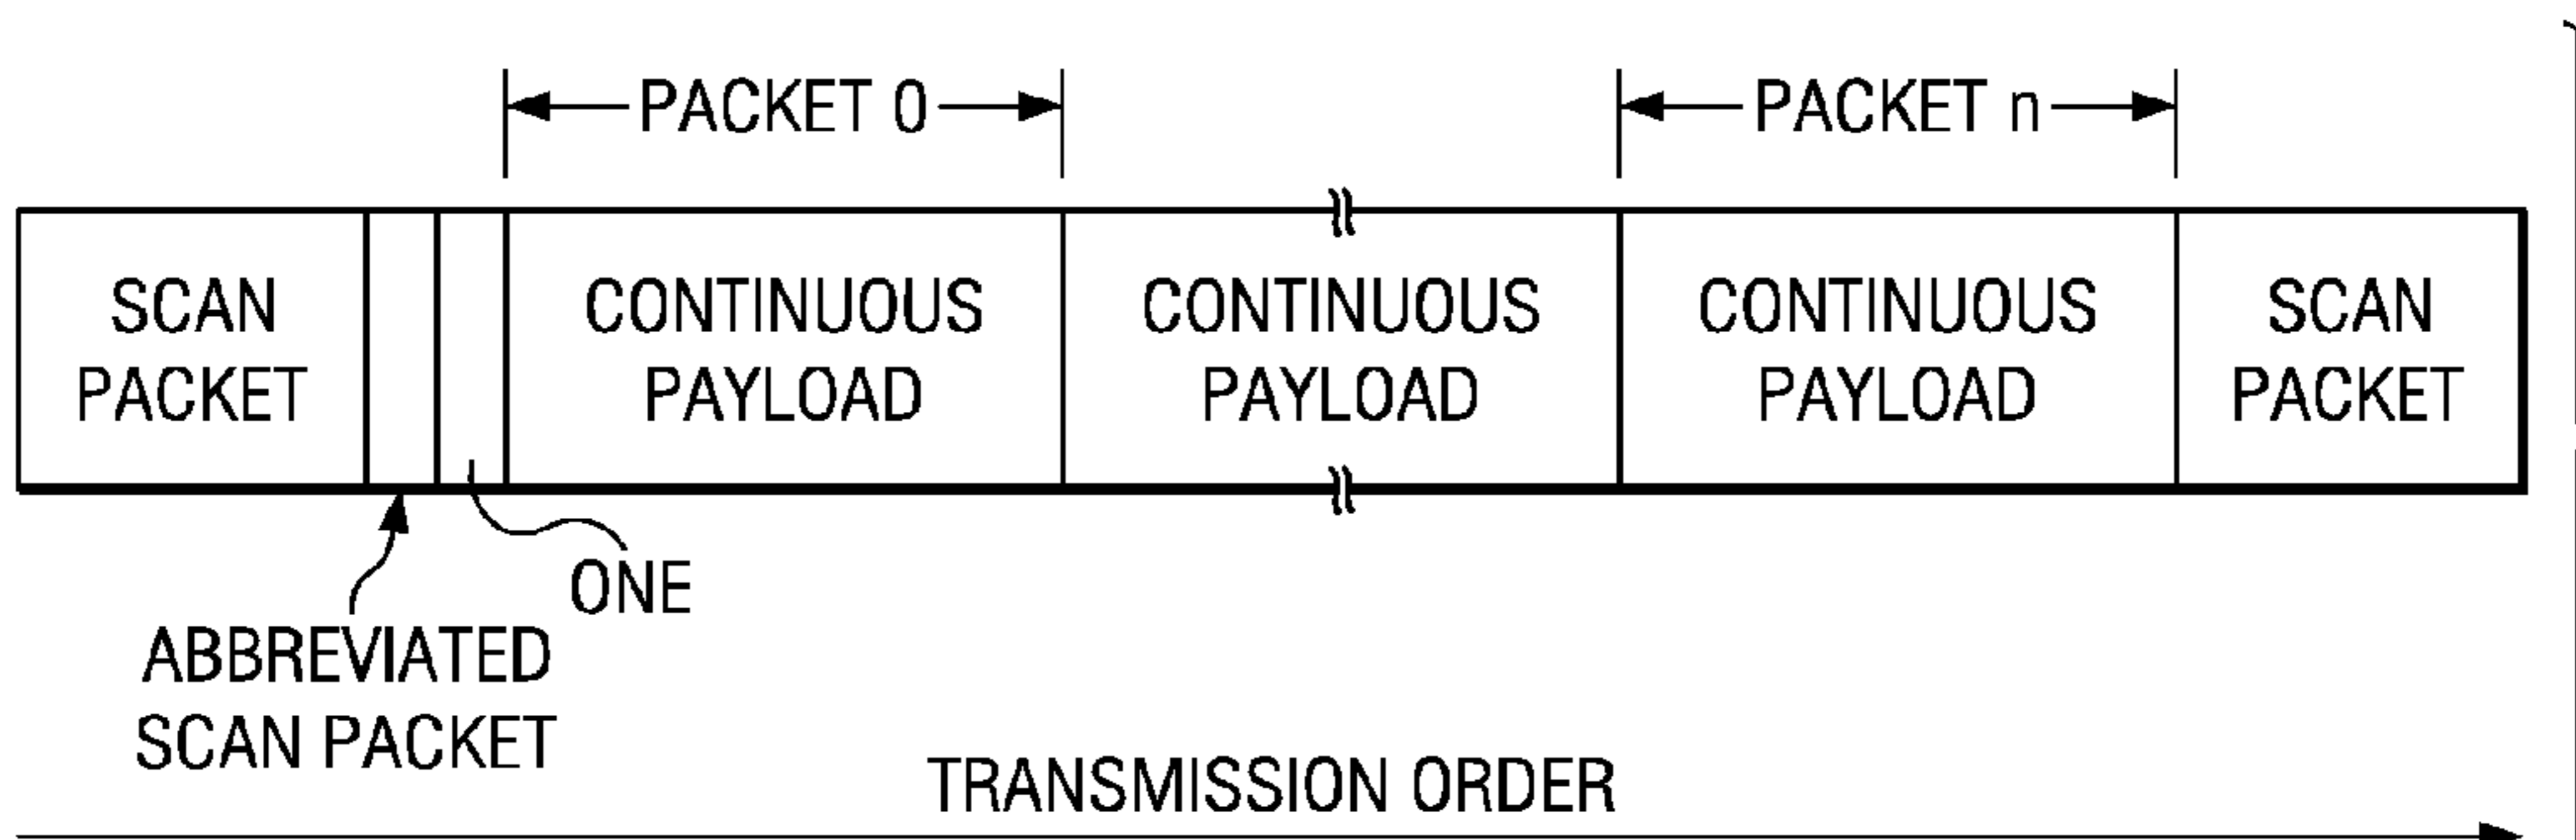 PACKET 0
PACKET n
SCAN
PACKET
CONTINUOUS
PAYLOAD
CONTINUOUS
PAYLOAD
CONTINUOUS
PAYLOAD
SCAN
PACKET
ONE
ABBREVIATED
SCAN PACKET
TRANSMISSION ORDER